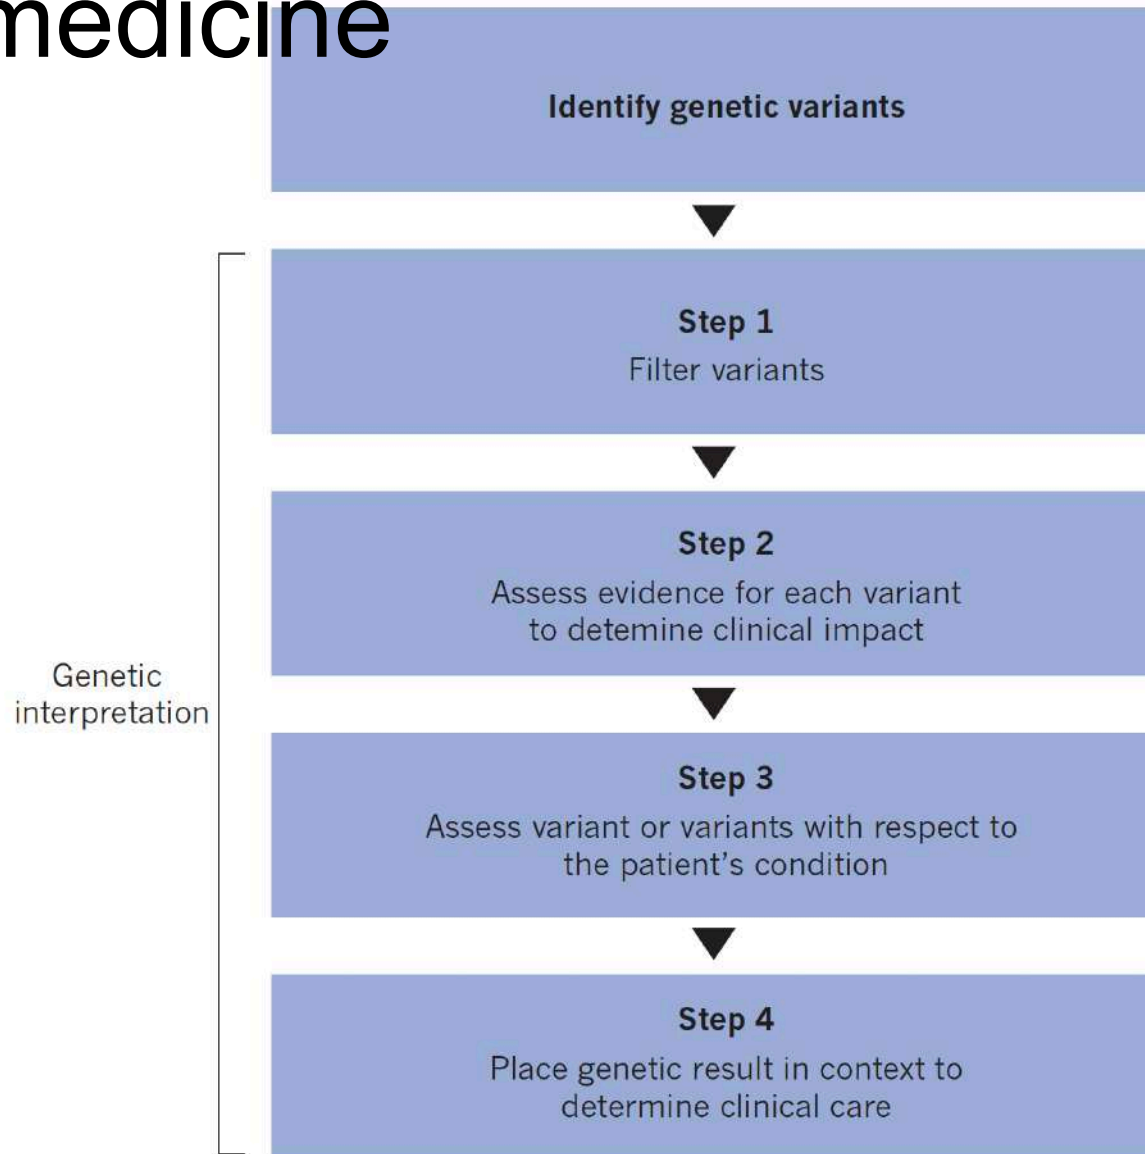 medicine
Identify genetic variants
Step 1
Filter variants
Step 2
Assess evidence for each variant
to detemine clinical impact
Genetic
interpretation
Step 3
Assess variant or variants with respect to
the patient's condition
Step 4
Place genetic result in context to
determine clinical care